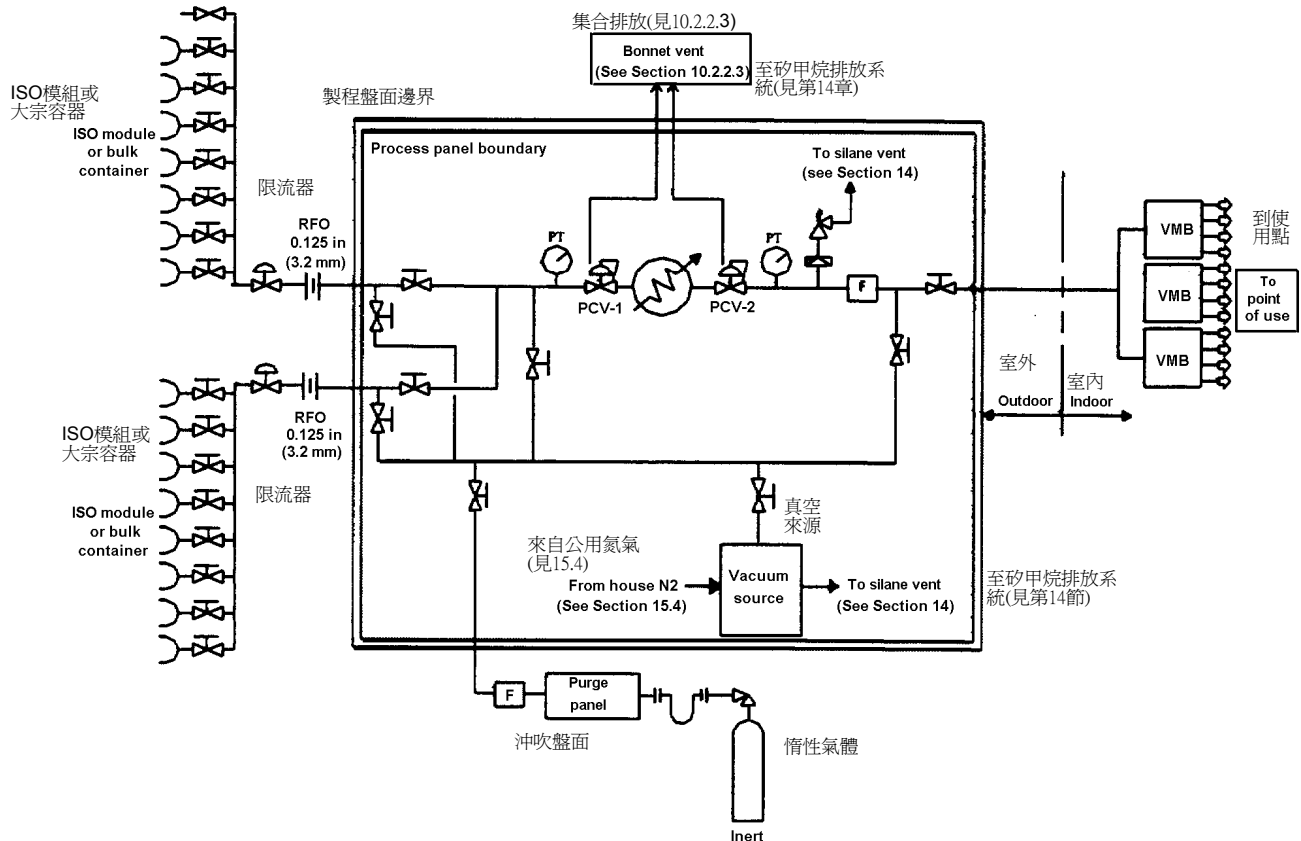 集合排放(見10.2.2.3)
Bonnet vent
(See Section 10.2.2.3)
至矽甲烷排放系
統(見第14章)
ISO模組或
大宗容器
ISO module
or bulk
container
製程盤面邊界
Process panel boundary
To silane vent
(see Section 14)
限流器
RFO
0.125 in
(3.2 mm)
PT
PCV-1
PCV-2
PT
F
VMB
VMB
VMB
到使
用點
To
point
of use
室外
室內
Outdoor
Indoor
RFO
0.125 in
(3.2 mm)
ISO模組或
大宗容器
限流器
ISO module
or bulk
container
真空
來源
來自公用氮氣
(見15.4)
From house N2
(See Section 15.4)
Vacuum
source
To silane vent
(See Section 14)
至矽甲烷排放系
統(見第14節)
F
Purge
panel
沖吹盤面
惰性氣體
Inert